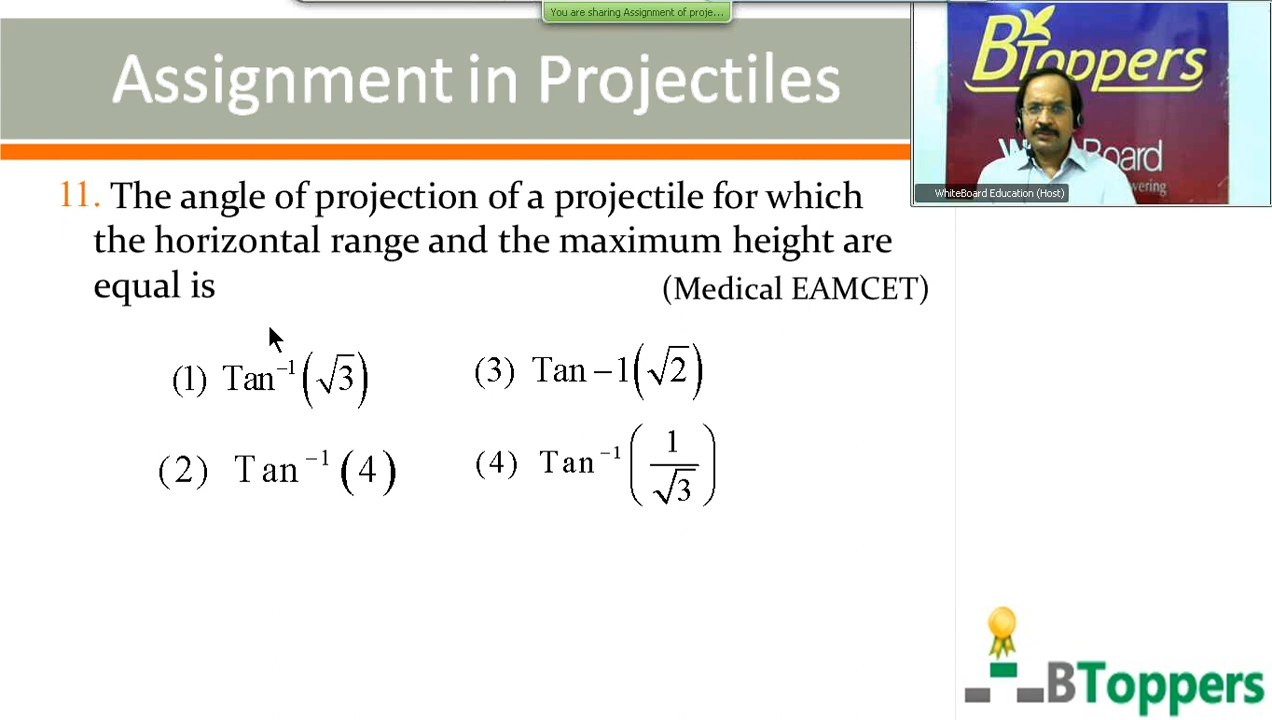 You are sharing Assignment of proje...
Assignment in Projectiles
BToppers
Board
WhiteBoard Education (Host)
11. The angle of projection of a projectile for which
the horizontal range and the maximum height are
equal is
(Medical EAMCET)
(1) Tan⁻¹(√3)
(3) Tan −1(√2)
(2) Tan⁻¹(4)
(4) Tan⁻¹(1/√3)
BToppers